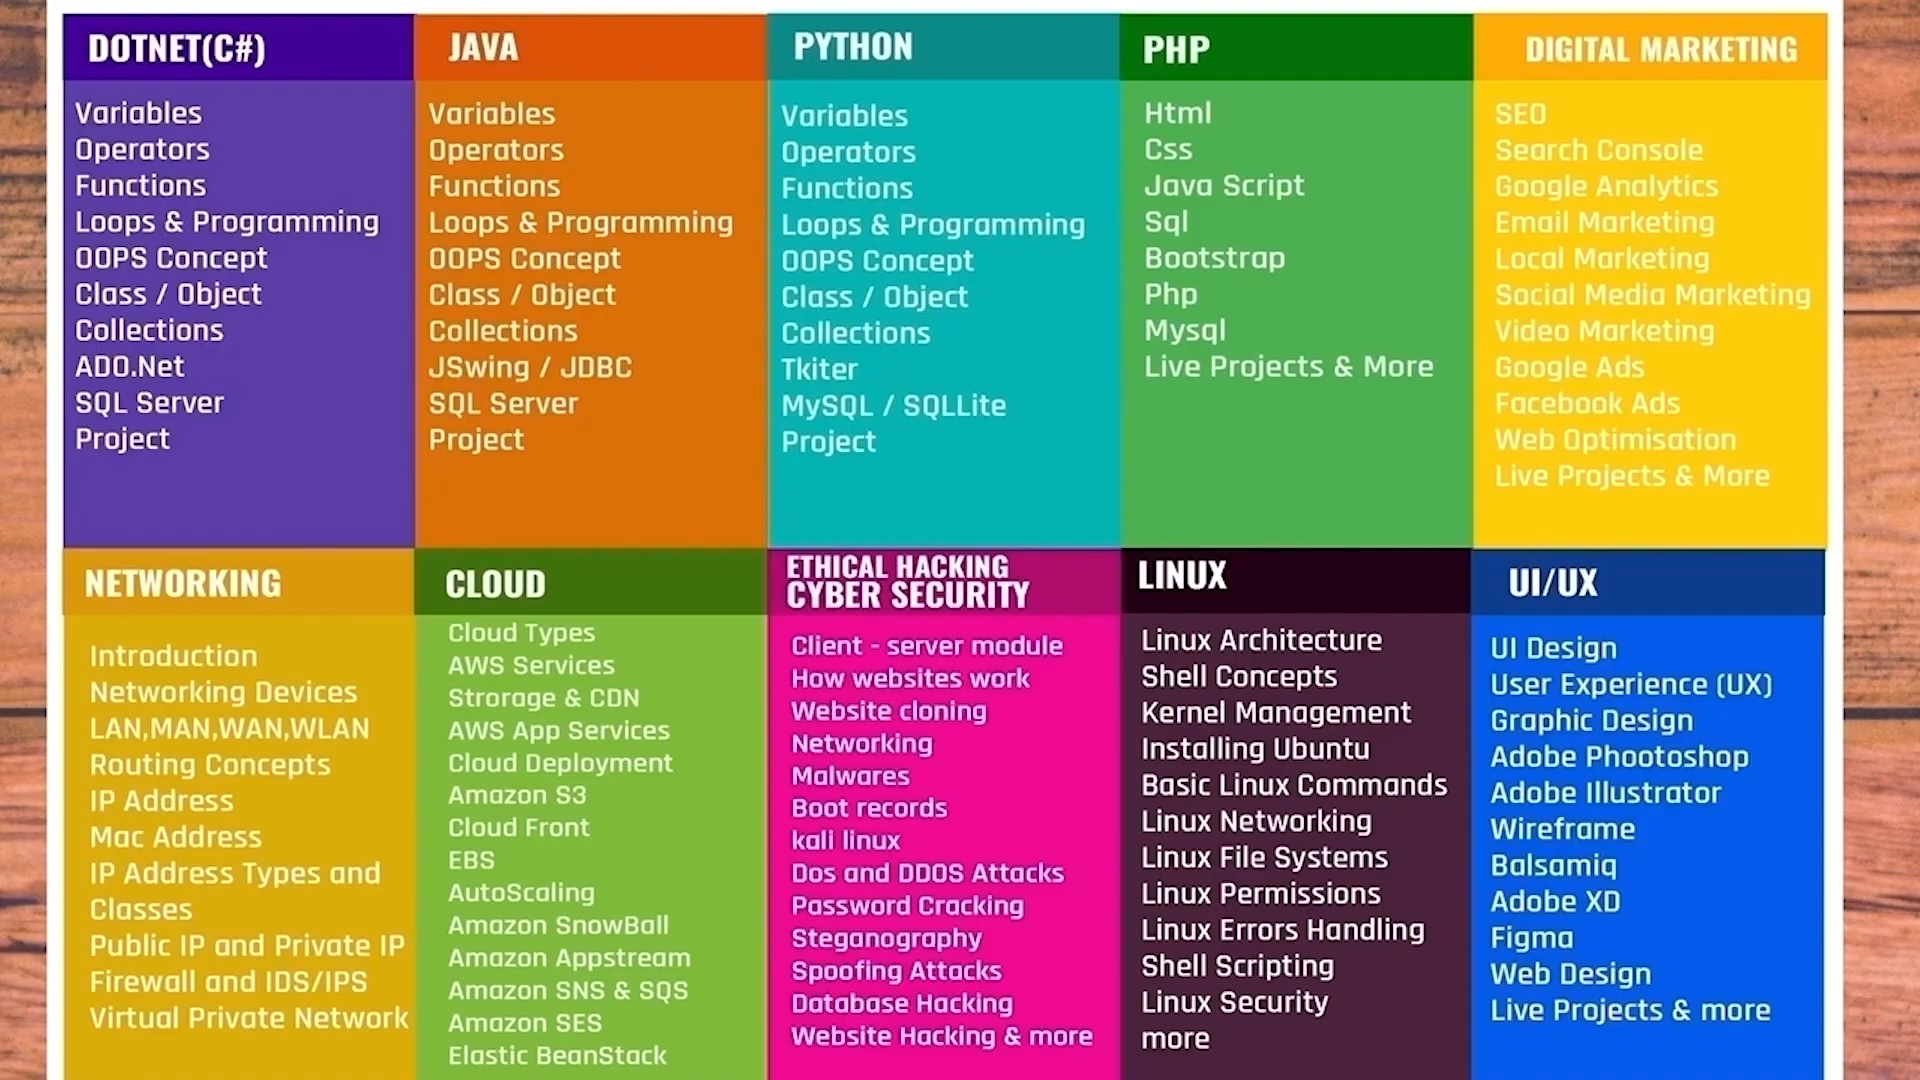 DOTNET(C#)
Variables
Operators
Functions
Loops & Programming
OOPS Concept
Class / Object
Collections
ADO.Net
SQL Server
Project
JAVA
Variables
Operators
Functions
Loops & Programming
OOPS Concept
Class / Object
Collections
JSwing / JDBC
SQL Server
Project
PYTHON
Variables
Operators
Functions
Loops & Programming
OOPS Concept
Class / Object
Collections
Tkiter
MySQL / SQLLite
Project
PHP
Html
Css
Java Script
Sql
Bootstrap
Php
Mysql
Live Projects & More
DIGITAL MARKETING
SEO
Search Console
Google Analytics
Email Marketing
Local Marketing
Social Media Marketing
Video Marketing
Google Ads
Facebook Ads
Web Optimisation
Live Projects & More
NETWORKING
Introduction
Networking Devices
LAN,MAN,WAN,WLAN
Routing Concepts
IP Address
Mac Address
IP Address Types and
Classes
Public IP and Private IP
Firewall and IDS/IPS
Virtual Private Network
CLOUD
Cloud Types
AWS Services
Strorage & CDN
AWS App Services
Cloud Deployment
Amazon S3
Cloud Front
EBS
AutoScaling
Amazon SnowBall
Amazon Appstream
Amazon SNS & SQS
Amazon SES
Elastic BeanStack
ETHICAL HACKING
CYBER SECURITY
Client - server module
How websites work
Website cloning
Networking
Malwares
Boot records
kali linux
Dos and DDOS Attacks
Password Cracking
Steganography
Spoofing Attacks
Database Hacking
Website Hacking & more
LINUX
Linux Architecture
Shell Concepts
Kernel Management
Installing Ubuntu
Basic Linux Commands
Linux Networking
Linux File Systems
Linux Permissions
Linux Errors Handling
Shell Scripting
Linux Security
more
UI/UX
UI Design
User Experience (UX)
Graphic Design
Adobe Phootoshop
Adobe Illustrator
Wireframe
Balsamiq
Adobe XD
Figma
Web Design
Live Projects & more